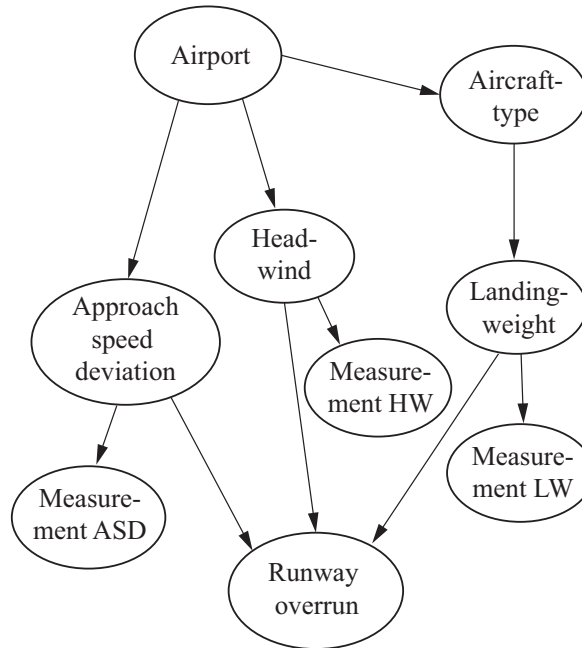 Airport
Aircraft-
type
Head-
wind
Landing-
weight
Approach
speed
deviation
Measure-
ment HW
Measure-
ment LW
Measure-
ment ASD
Runway
overrun